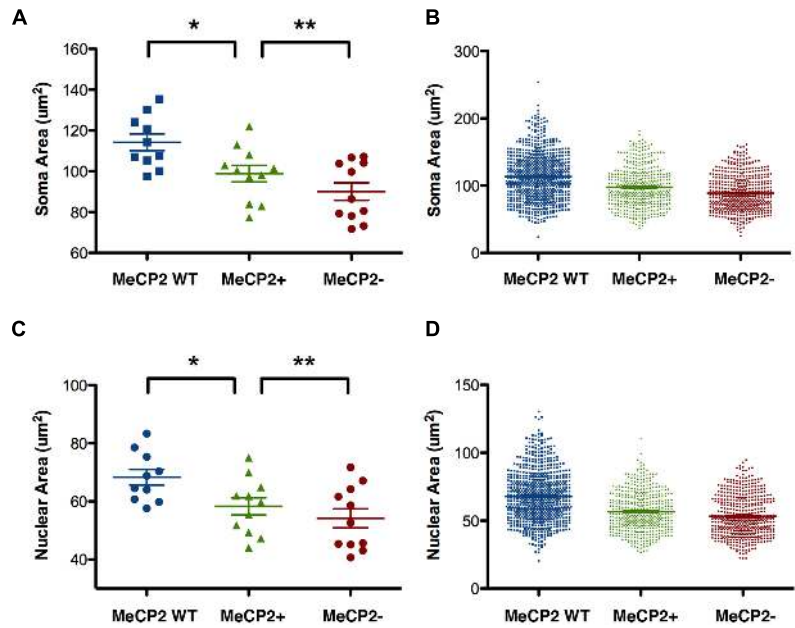 A
B
* **
Soma Area (um²)
160
140
120
100
80
60
MeCP2 WT MeCP2+ MeCP2-
Soma Area (um²)
300
200
100
0
MeCP2 WT MeCP2+ MeCP2-
C
D
* **
Nuclear Area (um²)
100
80
60
40
MeCP2 WT MeCP2+ MeCP2-
Nuclear Area (um²)
150
100
50
0
MeCP2 WT MeCP2+ MeCP2-